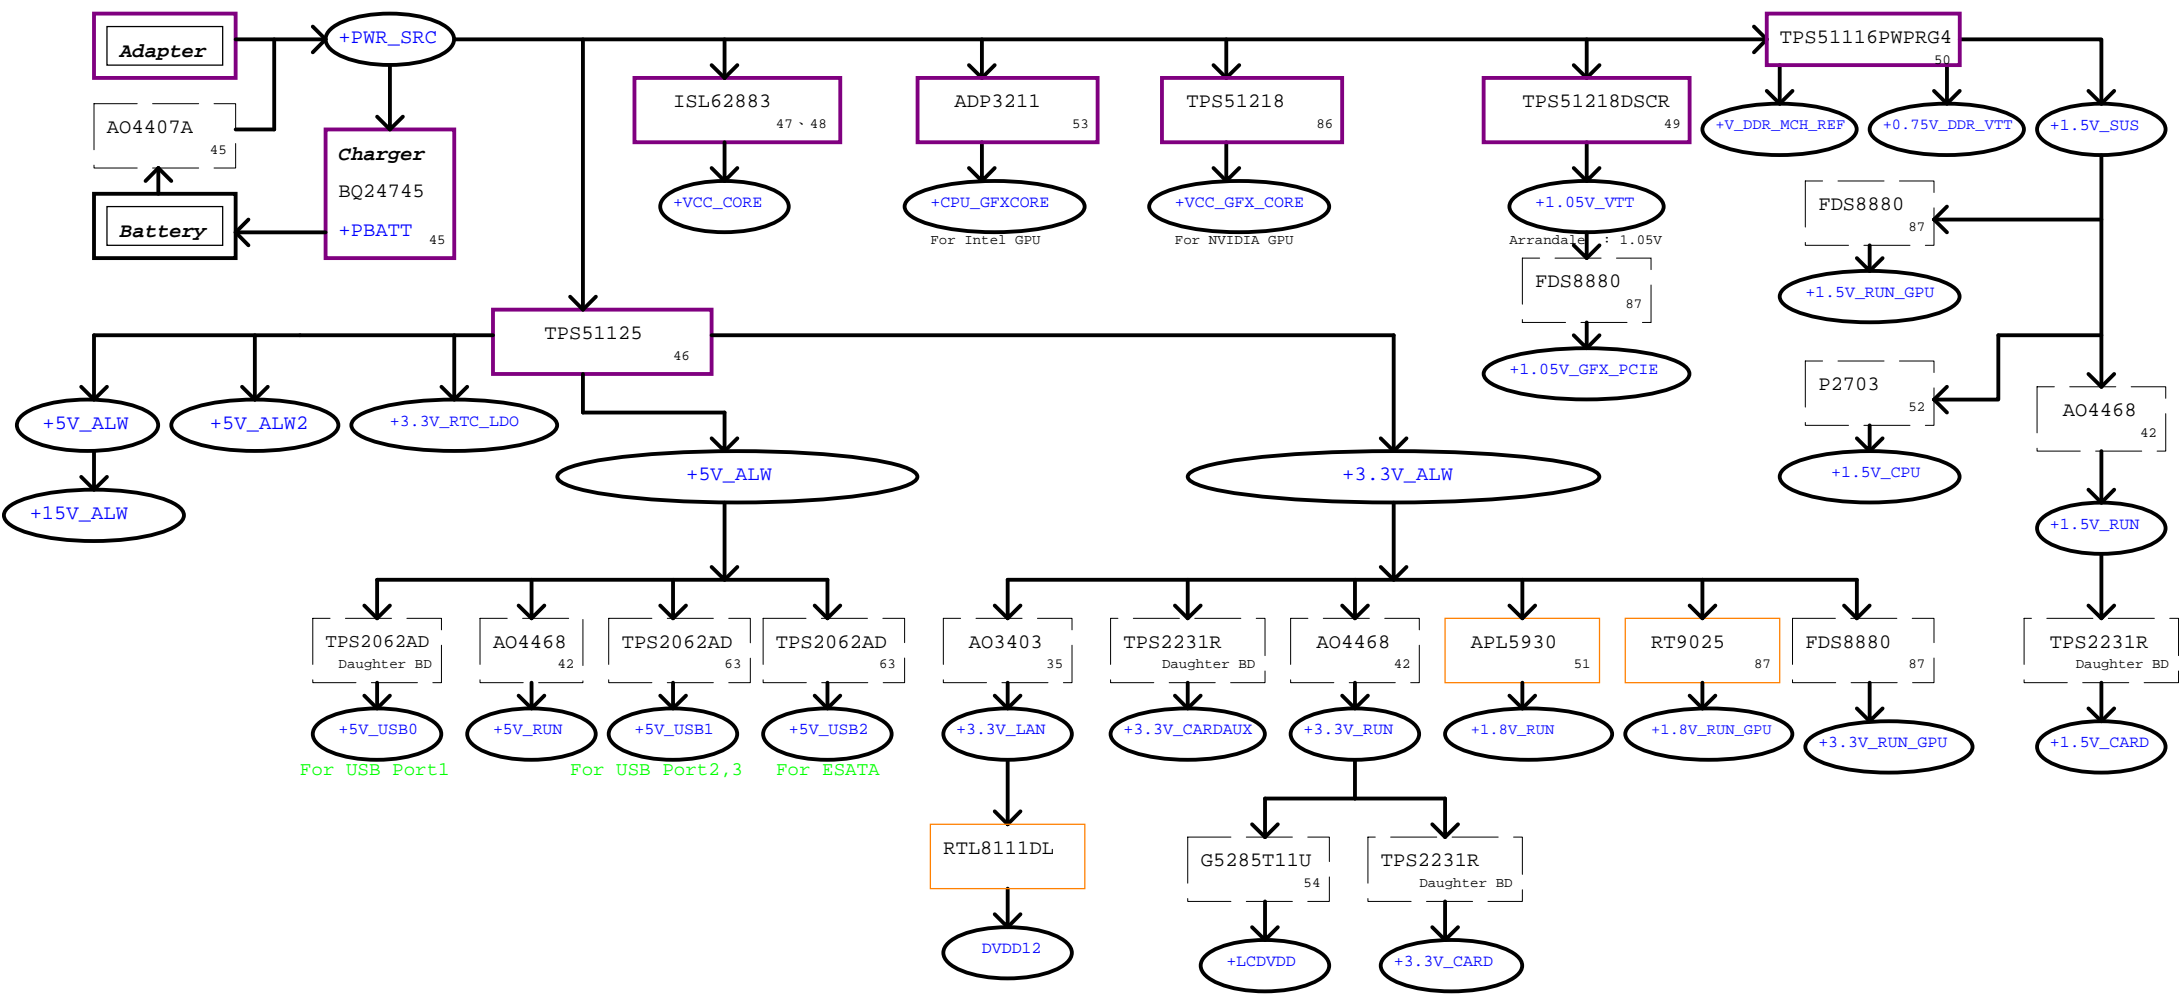 Adapter
+PWR_SRC
TPS51116PWPRG4
50
AO4407A
45
Charger
BQ24745
+PBATT
45
Battery
ISL62883
47、48
ADP3211
53
TPS51218
86
TPS51218DSCR
49
+V_DDR_MCH_REF
+0.75V_DDR_VTT
+1.5V_SUS
+VCC_CORE
+CPU_GFXCORE
For Intel GPU
+VCC_GFX_CORE
For NVIDIA GPU
+1.05V_VTT
Arrandale : 1.05V
FDS8880
87
+1.05V_GFX_PCIE
FDS8880
87
+1.5V_RUN_GPU
P2703
52
+1.5V_CPU
AO4468
42
+1.5V_RUN
TPS2231R
Daughter BD
+1.5V_CARD
TPS51125
46
+5V_ALW
+5V_ALW2
+3.3V_RTC_LDO
+15V_ALW
+5V_ALW
+3.3V_ALW
TPS2062AD
Daughter BD
AO4468
42
TPS2062AD
63
TPS2062AD
63
AO3403
35
TPS2231R
Daughter BD
AO4468
42
APL5930
51
RT9025
87
FDS8880
87
+5V_USB0
For USB Port1
+5V_RUN
+5V_USB1
For USB Port2,3
+5V_USB2
For ESATA
+3.3V_LAN
+3.3V_CARDAUX
+3.3V_RUN
+1.8V_RUN
+1.8V_RUN_GPU
+3.3V_RUN_GPU
RTL8111DL
DVDD12
G5285T11U
54
TPS2231R
Daughter BD
+LCDVDD
+3.3V_CARD